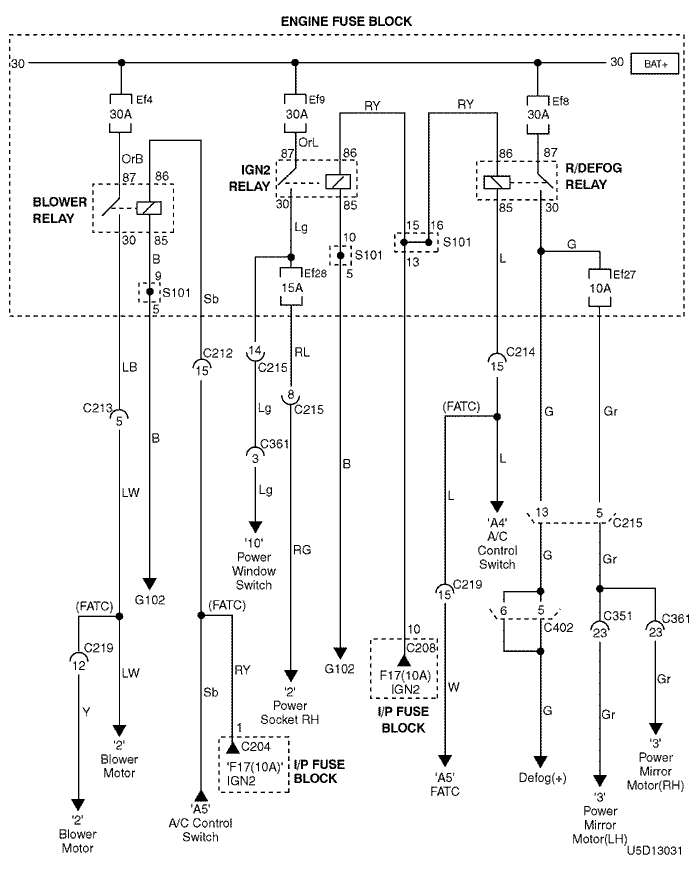 ENGINE FUSE BLOCK
30
30
BAT+
Ef4
30A
Ef9
30A
RY
RY
Ef8
30A
OrB
OrL
87
86
87
86
86
87
IGN2
RELAY
R/DEFOG
RELAY
BLOWER
RELAY
30
85
30
85
85
30
B
Lg
10
S101
5
15
16
S101
13
L
G
9
S101
5
Sb
Ef28
15A
Ef27
10A
LB
C212
15
14
C215
RL
C214
15
C213
5
8
C215
(FATC)
Lg
G
Gr
B
C361
3
B
L
L
LW
Lg
13
5
C215
'10'
Power
Window
Switch
RG
'A4'
A/C
Control
Switch
G
Gr
G102
C219
15
(FATC)
(FATC)
6
5
C402
C351
23
C361
23
C219
12
10
C208
F17(10A)
IGN2
G102
LW
Sb
RY
W
Gr
Y
'2'
Power
Socket RH
I/P FUSE
BLOCK
G
Gr
'2'
Blower
Motor
1
C204
'F17(10A)'
IGN2
I/P FUSE
BLOCK
'A5'
FATC
Defog(+)
'3'
Power
Mirror
Motor(RH)
'2'
Blower
Motor
'A5'
A/C Control
Switch
'3'
Power
Mirror
Motor(LH)
U5D13031